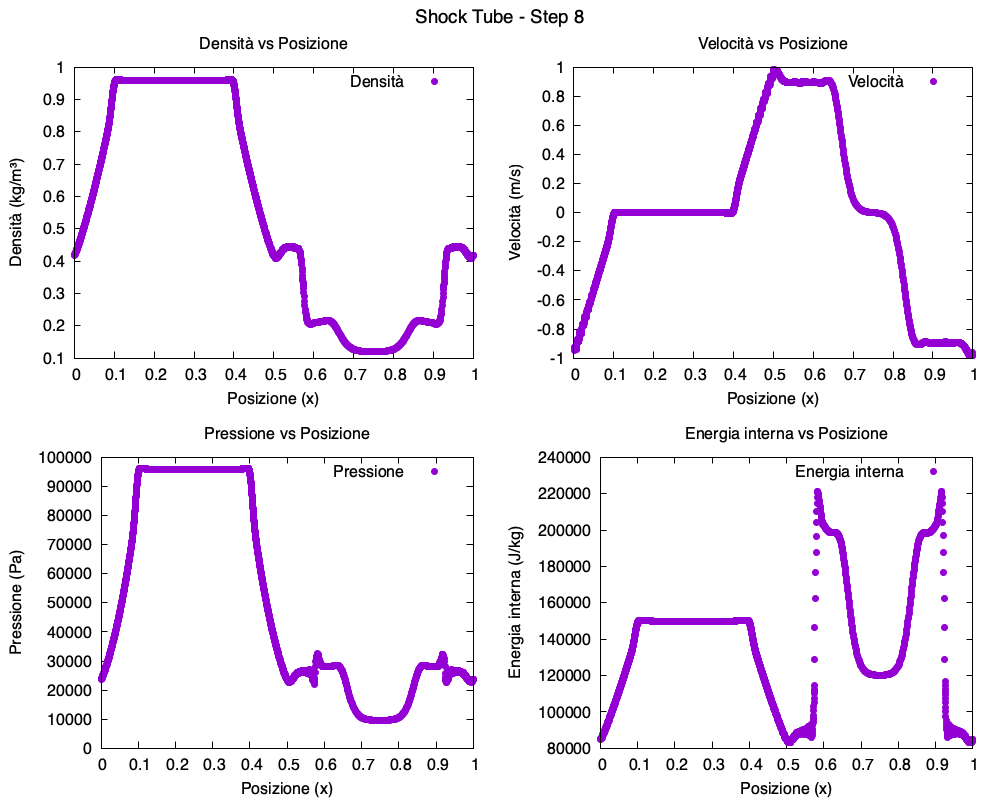 Shock Tube - Step 8
Densità vs Posizione
Densità
Densità (kg/m³)
1
0.9
0.8
0.7
0.6
0.5
0.4
0.3
0.2
0.1
0 0.1 0.2 0.3 0.4 0.5 0.6 0.7 0.8 0.9 1
Posizione (x)
Velocità vs Posizione
Velocità
Velocità (m/s)
1
0.8
0.6
0.4
0.2
0
-0.2
-0.4
-0.6
-0.8
-1
0 0.1 0.2 0.3 0.4 0.5 0.6 0.7 0.8 0.9 1
Posizione (x)
Pressione vs Posizione
Pressione
Pressione (Pa)
100000
90000
80000
70000
60000
50000
40000
30000
20000
10000
0
0 0.1 0.2 0.3 0.4 0.5 0.6 0.7 0.8 0.9 1
Posizione (x)
Energia interna vs Posizione
Energia interna
Energia interna (J/kg)
240000
220000
200000
180000
160000
140000
120000
100000
80000
0 0.1 0.2 0.3 0.4 0.5 0.6 0.7 0.8 0.9 1
Posizione (x)